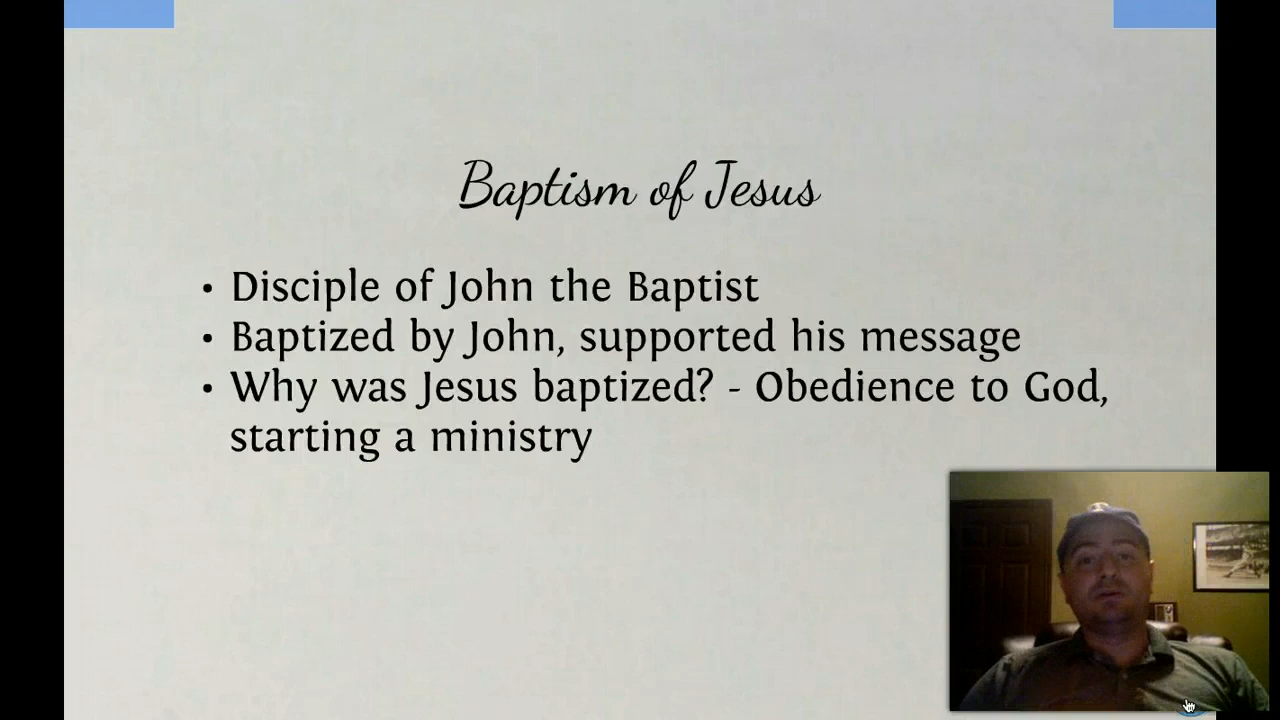 Baptism of Jesus
• Disciple of John the Baptist
• Baptized by John, supported his message
• Why was Jesus baptized? - Obedience to God,
starting a ministry